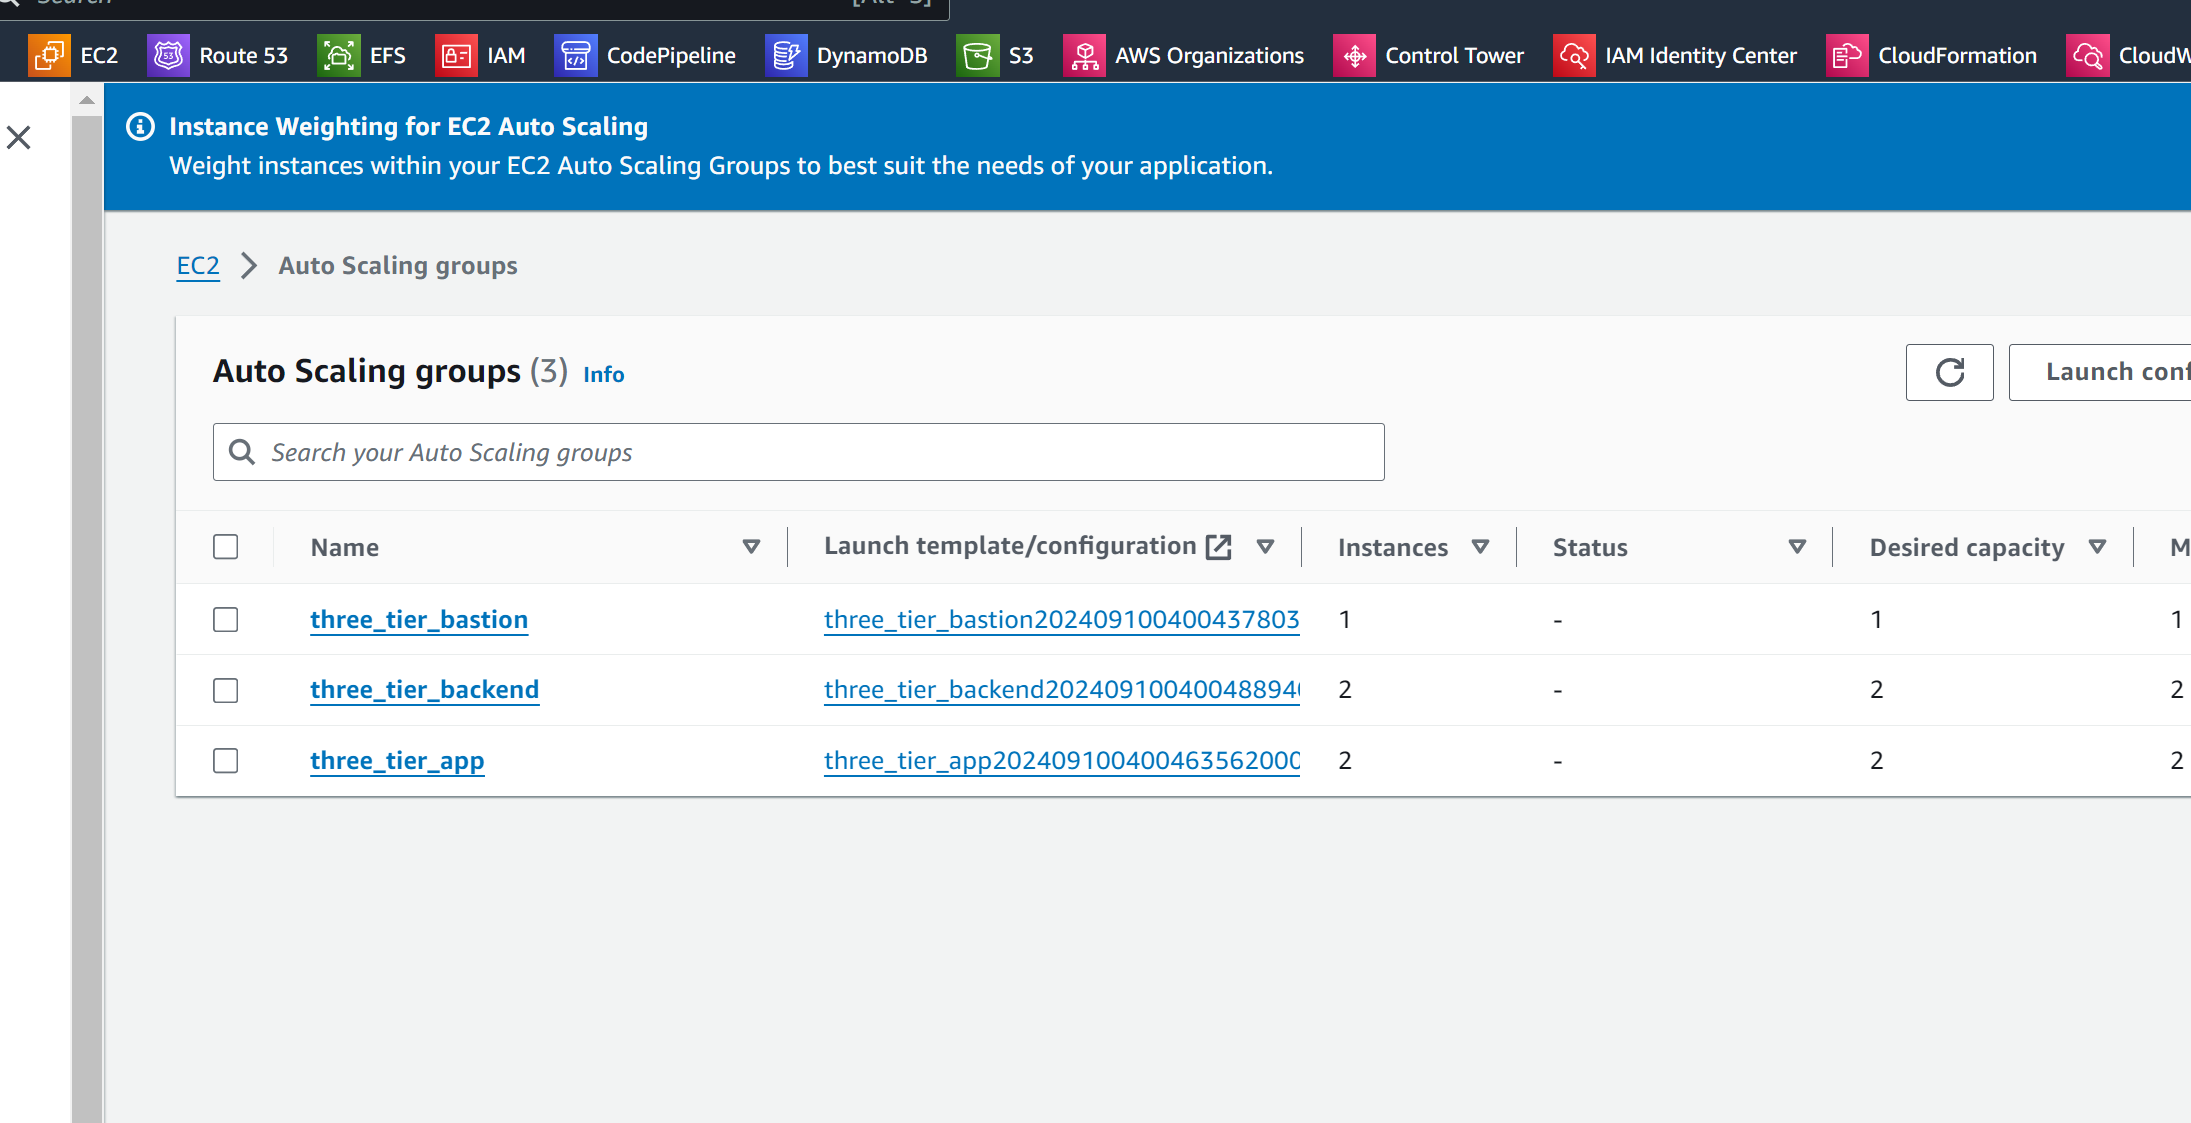 EC2 Route 53 EFS IAM CodePipeline DynamoDB S3 AWS Organizations Control Tower IAM Identity Center CloudFormation
Instance Weighting for EC2 Auto Scaling
Weight instances within your EC2 Auto Scaling Groups to best suit the needs of your application.
EC2 Auto Scaling groups
Auto Scaling groups (3) Info
Launch
Search your Auto Scaling groups
Name Launch template/configuration Instances Status Desired capacity
three_tier_bastion three_tier_bastion202409100400437803 1 - 1 1
three_tier_backend three_tier_backend20240910040048894 2 - 2 2
three_tier_app three_tier_app202409100400463562000 2 - 2 2